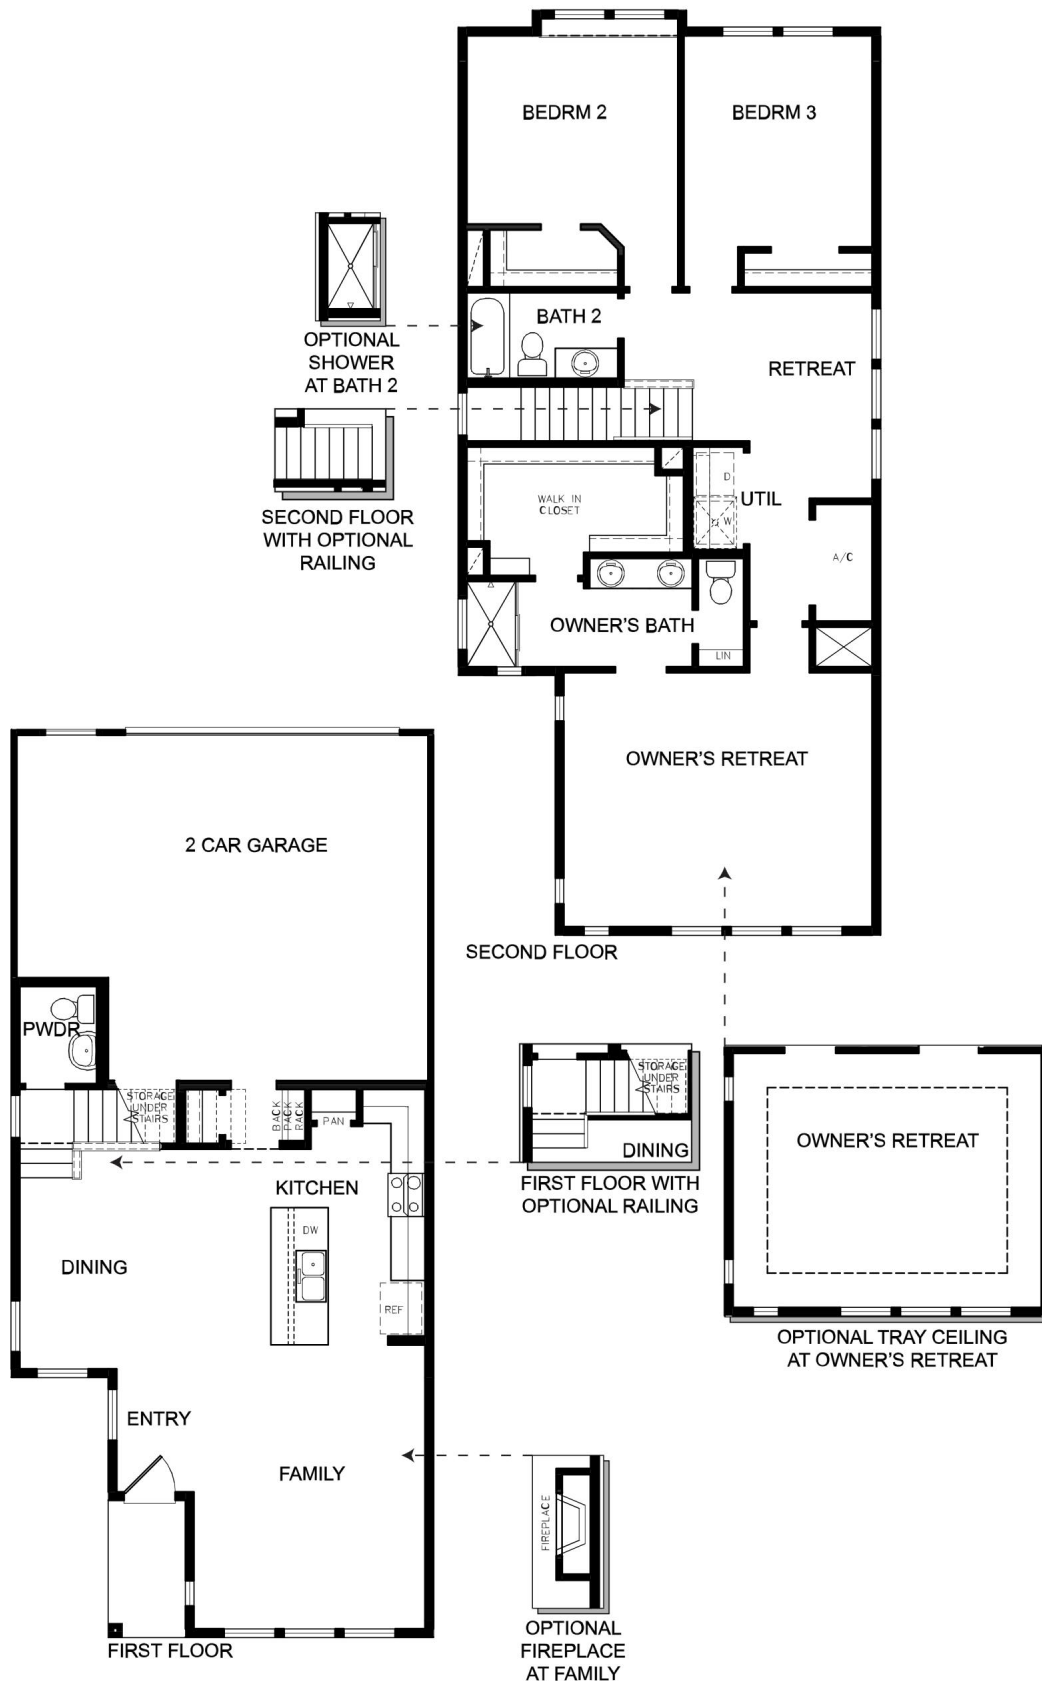 BEDRM 2
BEDRM 3
BATH 2
RETREAT
OPTIONAL
SHOWER
AT BATH 2
SECOND FLOOR
WITH OPTIONAL
RAILING
WALK IN
CLOSET
D
UTIL
W
A/C
OWNER'S BATH
LIN
OWNER'S RETREAT
SECOND FLOOR
2 CAR GARAGE
PWDR
STORAGE
UNDER
STAIRS
BACK
PACK
RACK
PAN
KITCHEN
DW
DINING
REF
ENTRY
FAMILY
FIRST FLOOR
STORAGE
UNDER
STAIRS
DINING
FIRST FLOOR WITH
OPTIONAL RAILING
OWNER'S RETREAT
OPTIONAL TRAY CEILING
AT OWNER'S RETREAT
FIREPLACE
OPTIONAL
FIREPLACE
AT FAMILY